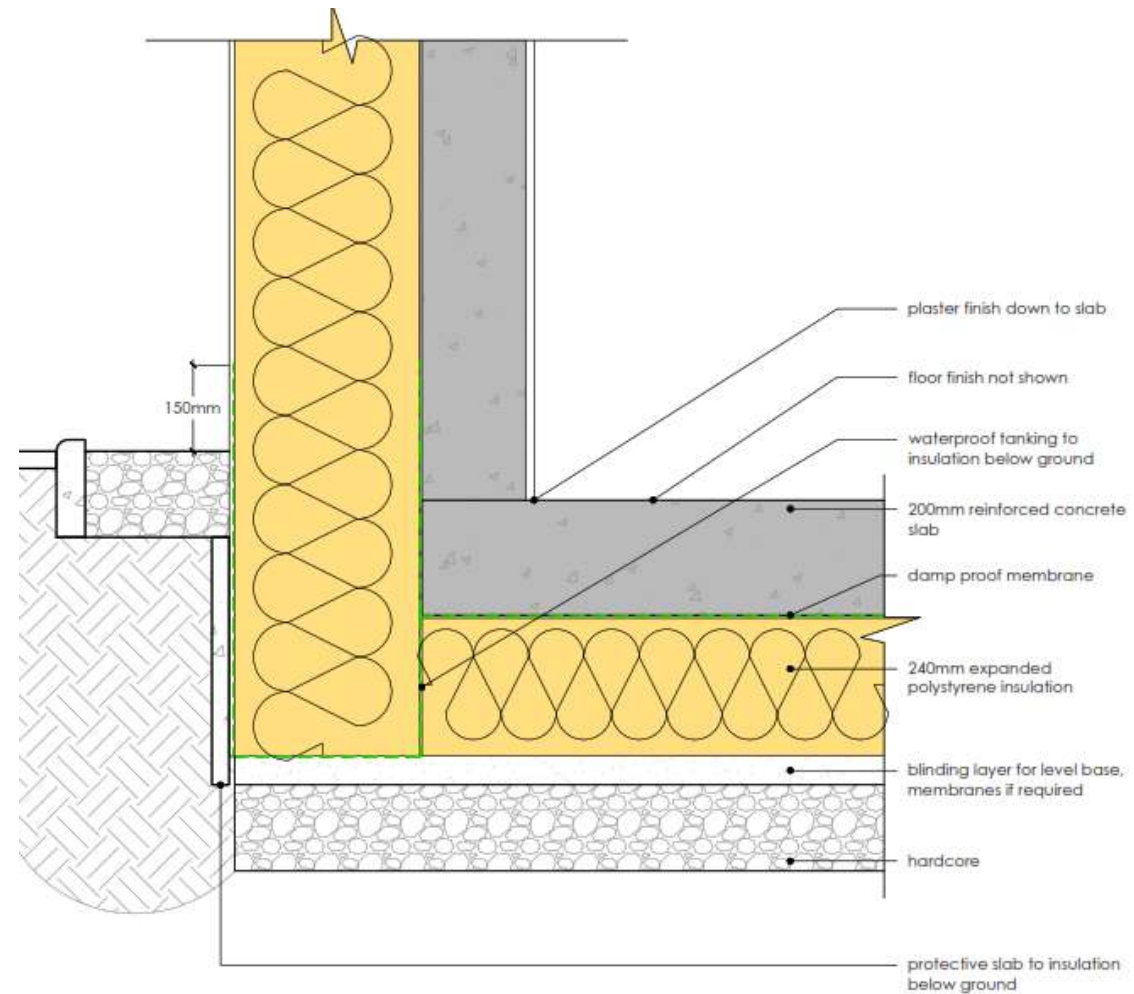 plaster finish down to slab
floor finish not shown
150mm
waterproof tanking to
insulation below ground
200mm reinforced concrete
slab
damp proof membrane
240mm expanded
polystyrene insulation
blinding layer for level base,
membranes if required
hardcore
protective slab to insulation
below ground